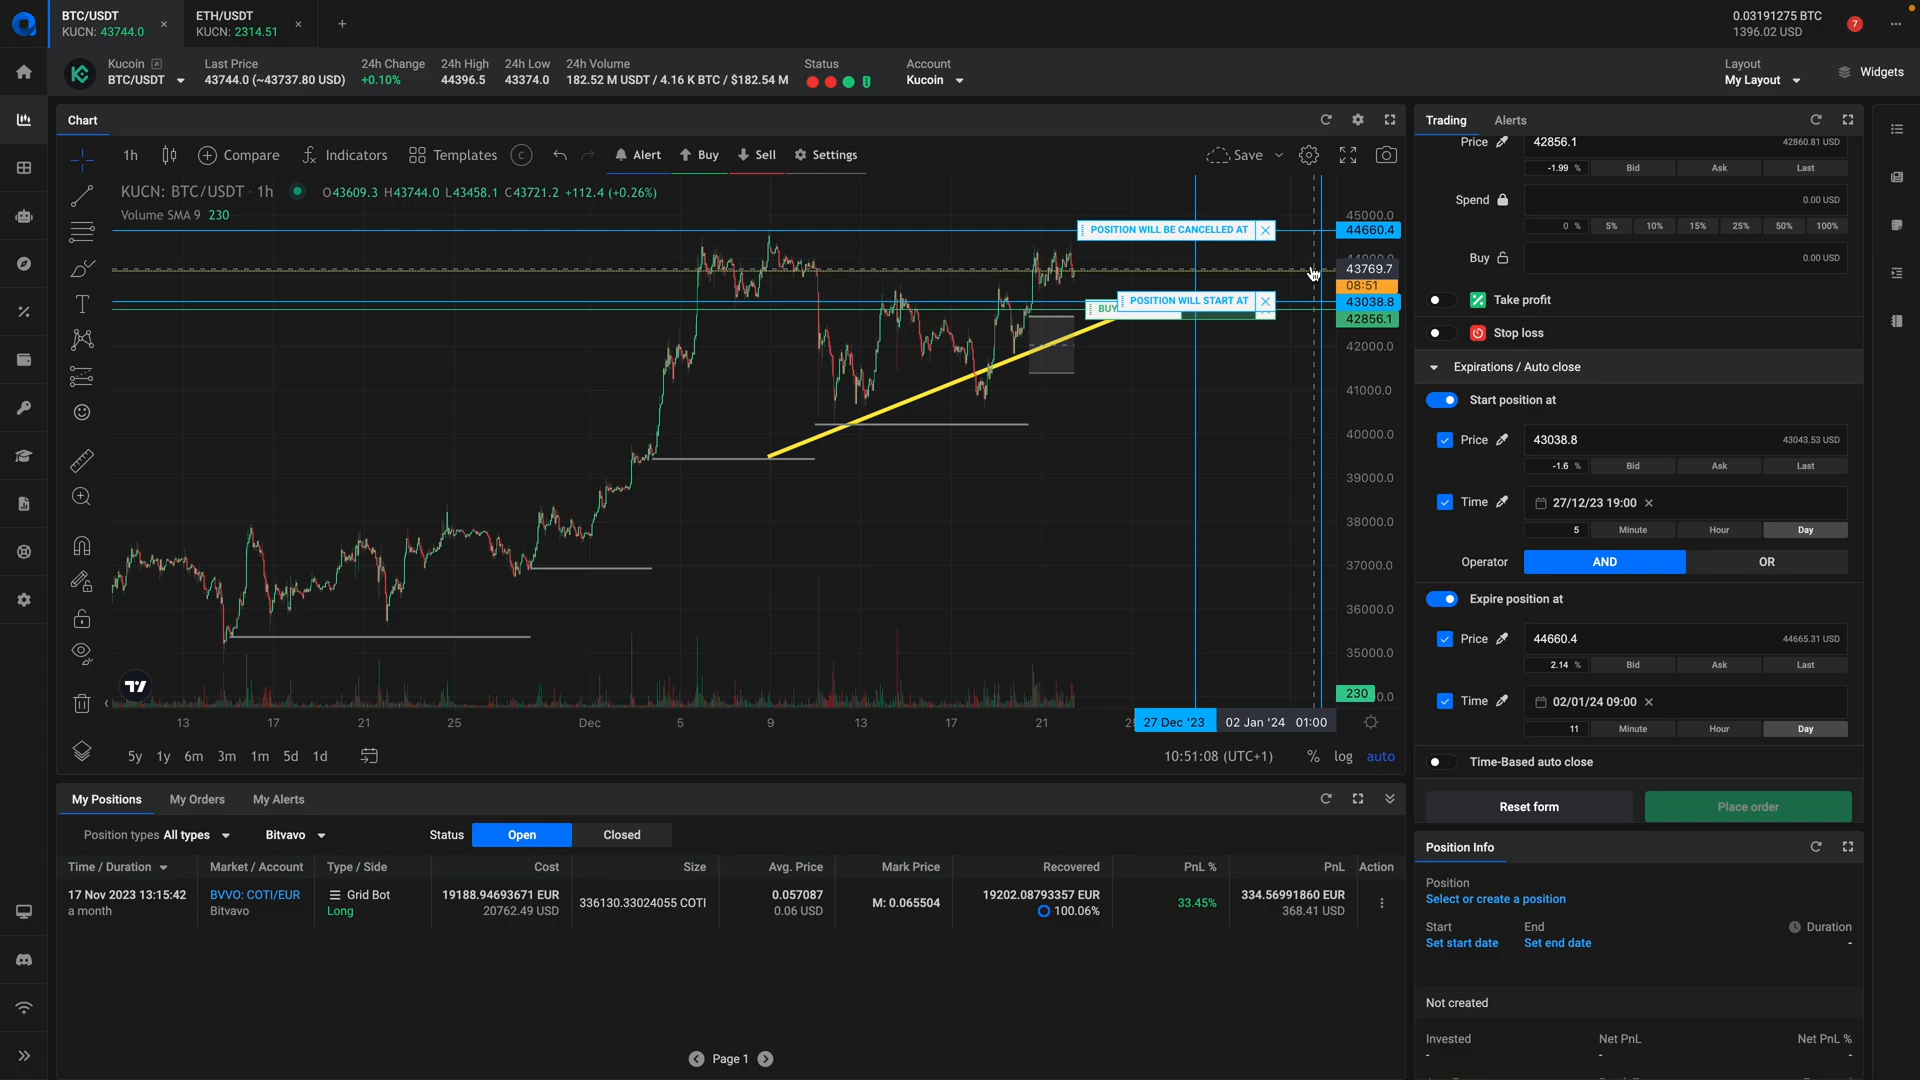 BTC/USDT
KUCN: 43744.0
ETH/USDT
KUCN: 2314.51
0.03191275 BTC
1396.02 USD
7
Kucoin
BTC/USDT
Last Price
43744.0 (~43737.80 USD)
24h Change
+0.10%
24h High
44396.5
24h Low
43374.0
24h Volume
182.52 M USDT / 4.16 K BTC / $182.54 M
Status
Account
Kucoin
Layout
My Layout
Widgets
Chart
1h
Compare
Indicators
Templates
C
Alert
Buy
Sell
Settings
Save
KUCN: BTC/USDT · 1h
O43609.3 H43744.0 L43458.1 C43721.2 +112.4 (+0.26%)
Volume SMA 9 230
POSITION WILL BE CANCELLED AT
POSITION WILL START AT
BUY
45000.0
44660.4
43769.7
08:51
43038.8
42856.1
42000.0
41000.0
40000.0
39000.0
38000.0
37000.0
36000.0
35000.0
230
13
17
21
25
Dec
5
9
13
17
21
27 Dec '23
02 Jan '24 01:00
5y
1y
6m
3m
1m
5d
1d
10:51:08 (UTC+1)
%
log
auto
My Positions
My Orders
My Alerts
Position types All types
Bitvavo
Status
Open
Closed
Time / Duration
Market / Account
Type / Side
Cost
Size
Avg. Price
Mark Price
Recovered
PnL %
PnL
Action
17 Nov 2023 13:15:42
a month
BVVO: COTI/EUR
Bitvavo
Grid Bot
Long
19188.94693671 EUR
20762.49 USD
336130.33024055 COTI
0.057087
0.06 USD
M: 0.065504
19202.08793357 EUR
100.06%
33.45%
334.56991860 EUR
368.41 USD
Page 1
Trading
Alerts
Price
42856.1
42860.81 USD
-1.99 %
Bid
Ask
Last
Spend
0.00 USD
0 %
5%
10%
15%
25%
50%
100%
Buy
0.00 USD
Take profit
Stop loss
Expirations / Auto close
Start position at
Price
43038.8
43043.53 USD
-1.6 %
Bid
Ask
Last
Time
27/12/23 19:00
5
Minute
Hour
Day
Operator
AND
OR
Expire position at
Price
44660.4
44665.31 USD
2.14 %
Bid
Ask
Last
Time
02/01/24 09:00
11
Minute
Hour
Day
Time-Based auto close
Reset form
Place order
Position Info
Position
Select or create a position
Start
Set start date
End
Set end date
Duration
-
Not created
Invested
-
Net PnL
-
Net PnL %
-